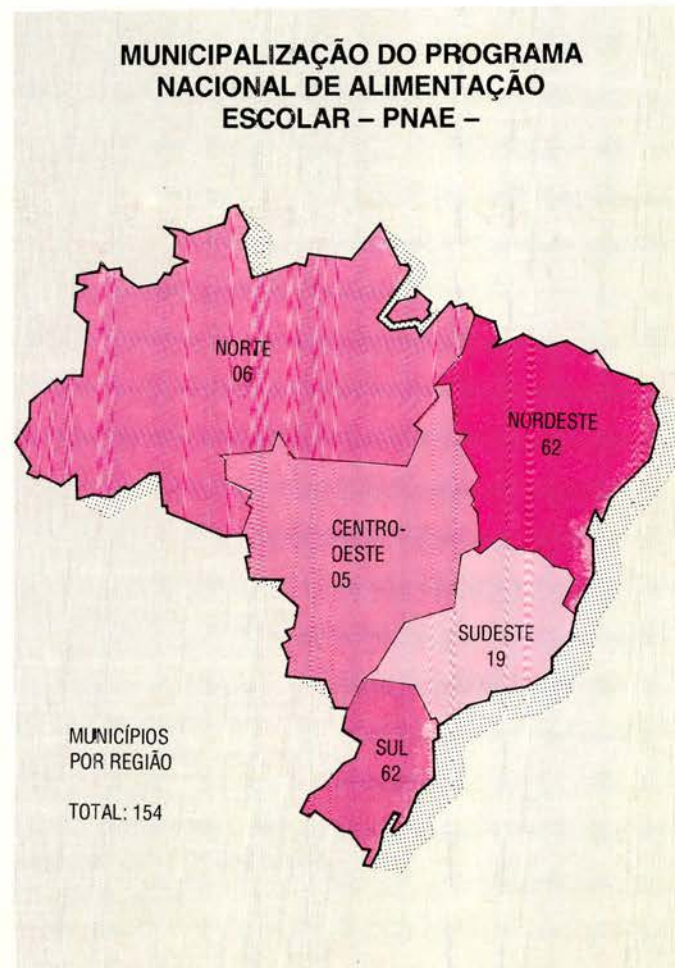 MUNICIPALIZAÇÃO DO PROGRAMA
NACIONAL DE ALIMENTAÇÃO
ESCOLAR – PNAE –
NORTE
06
NORDESTE
62
CENTRO-
OESTE
05
SUDESTE
19
SUL
62
MUNICÍPIOS
POR REGIÃO
TOTAL: 154